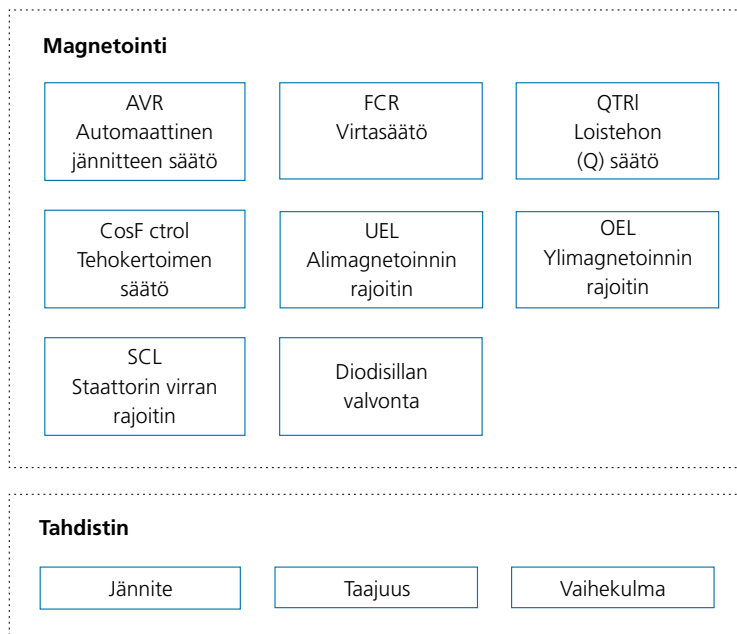 Magnetointi
AVR
Automaattinen
jännitteen säätö
FCR
Virtasäätö
QTRl
Loistehon
(Q) säätö
CosF ctrol
Tehokertoimen
säätö
UEL
Alimagnetoinnin
rajoitin
OEL
Ylimagnetoinnin
rajoitin
SCL
Staattorin virran
rajoitin
Diodisillan
valvonta
Tahdistin
Jännite
Taajuus
Vaihekulma